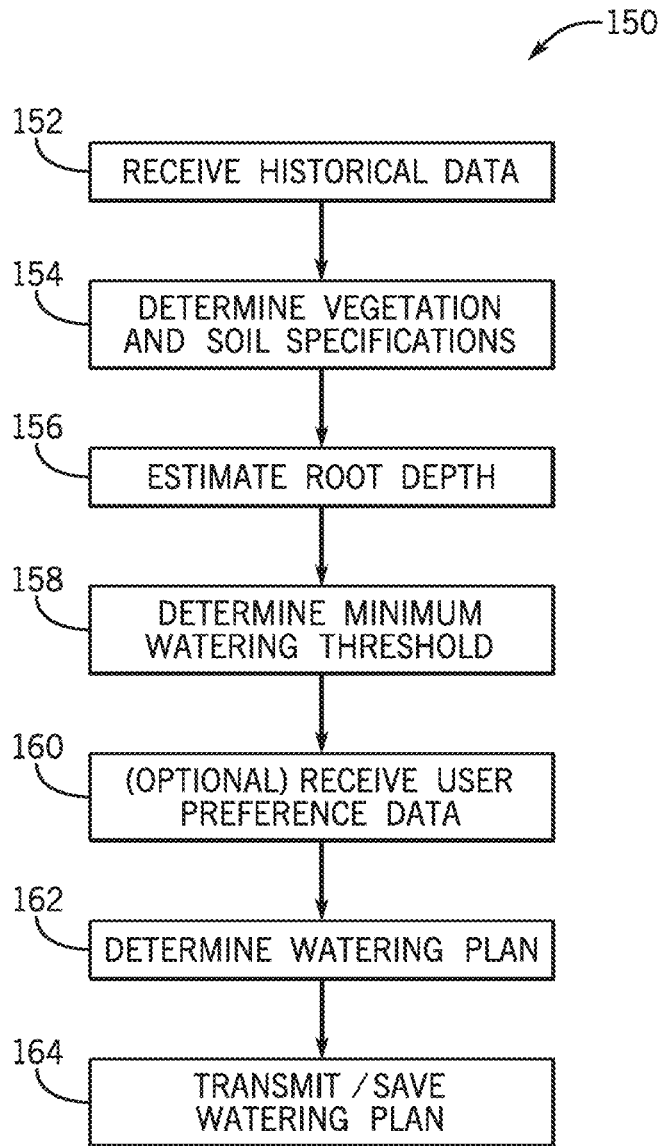 150
152
RECEIVE HISTORICAL DATA
154
DETERMINE VEGETATION
AND SOIL SPECIFICATIONS
156
ESTIMATE ROOT DEPTH
158
DETERMINE MINIMUM
WATERING THRESHOLD
160
(OPTIONAL) RECEIVE USER
PREFERENCE DATA
162
DETERMINE WATERING PLAN
164
TRANSMIT / SAVE
WATERING PLAN